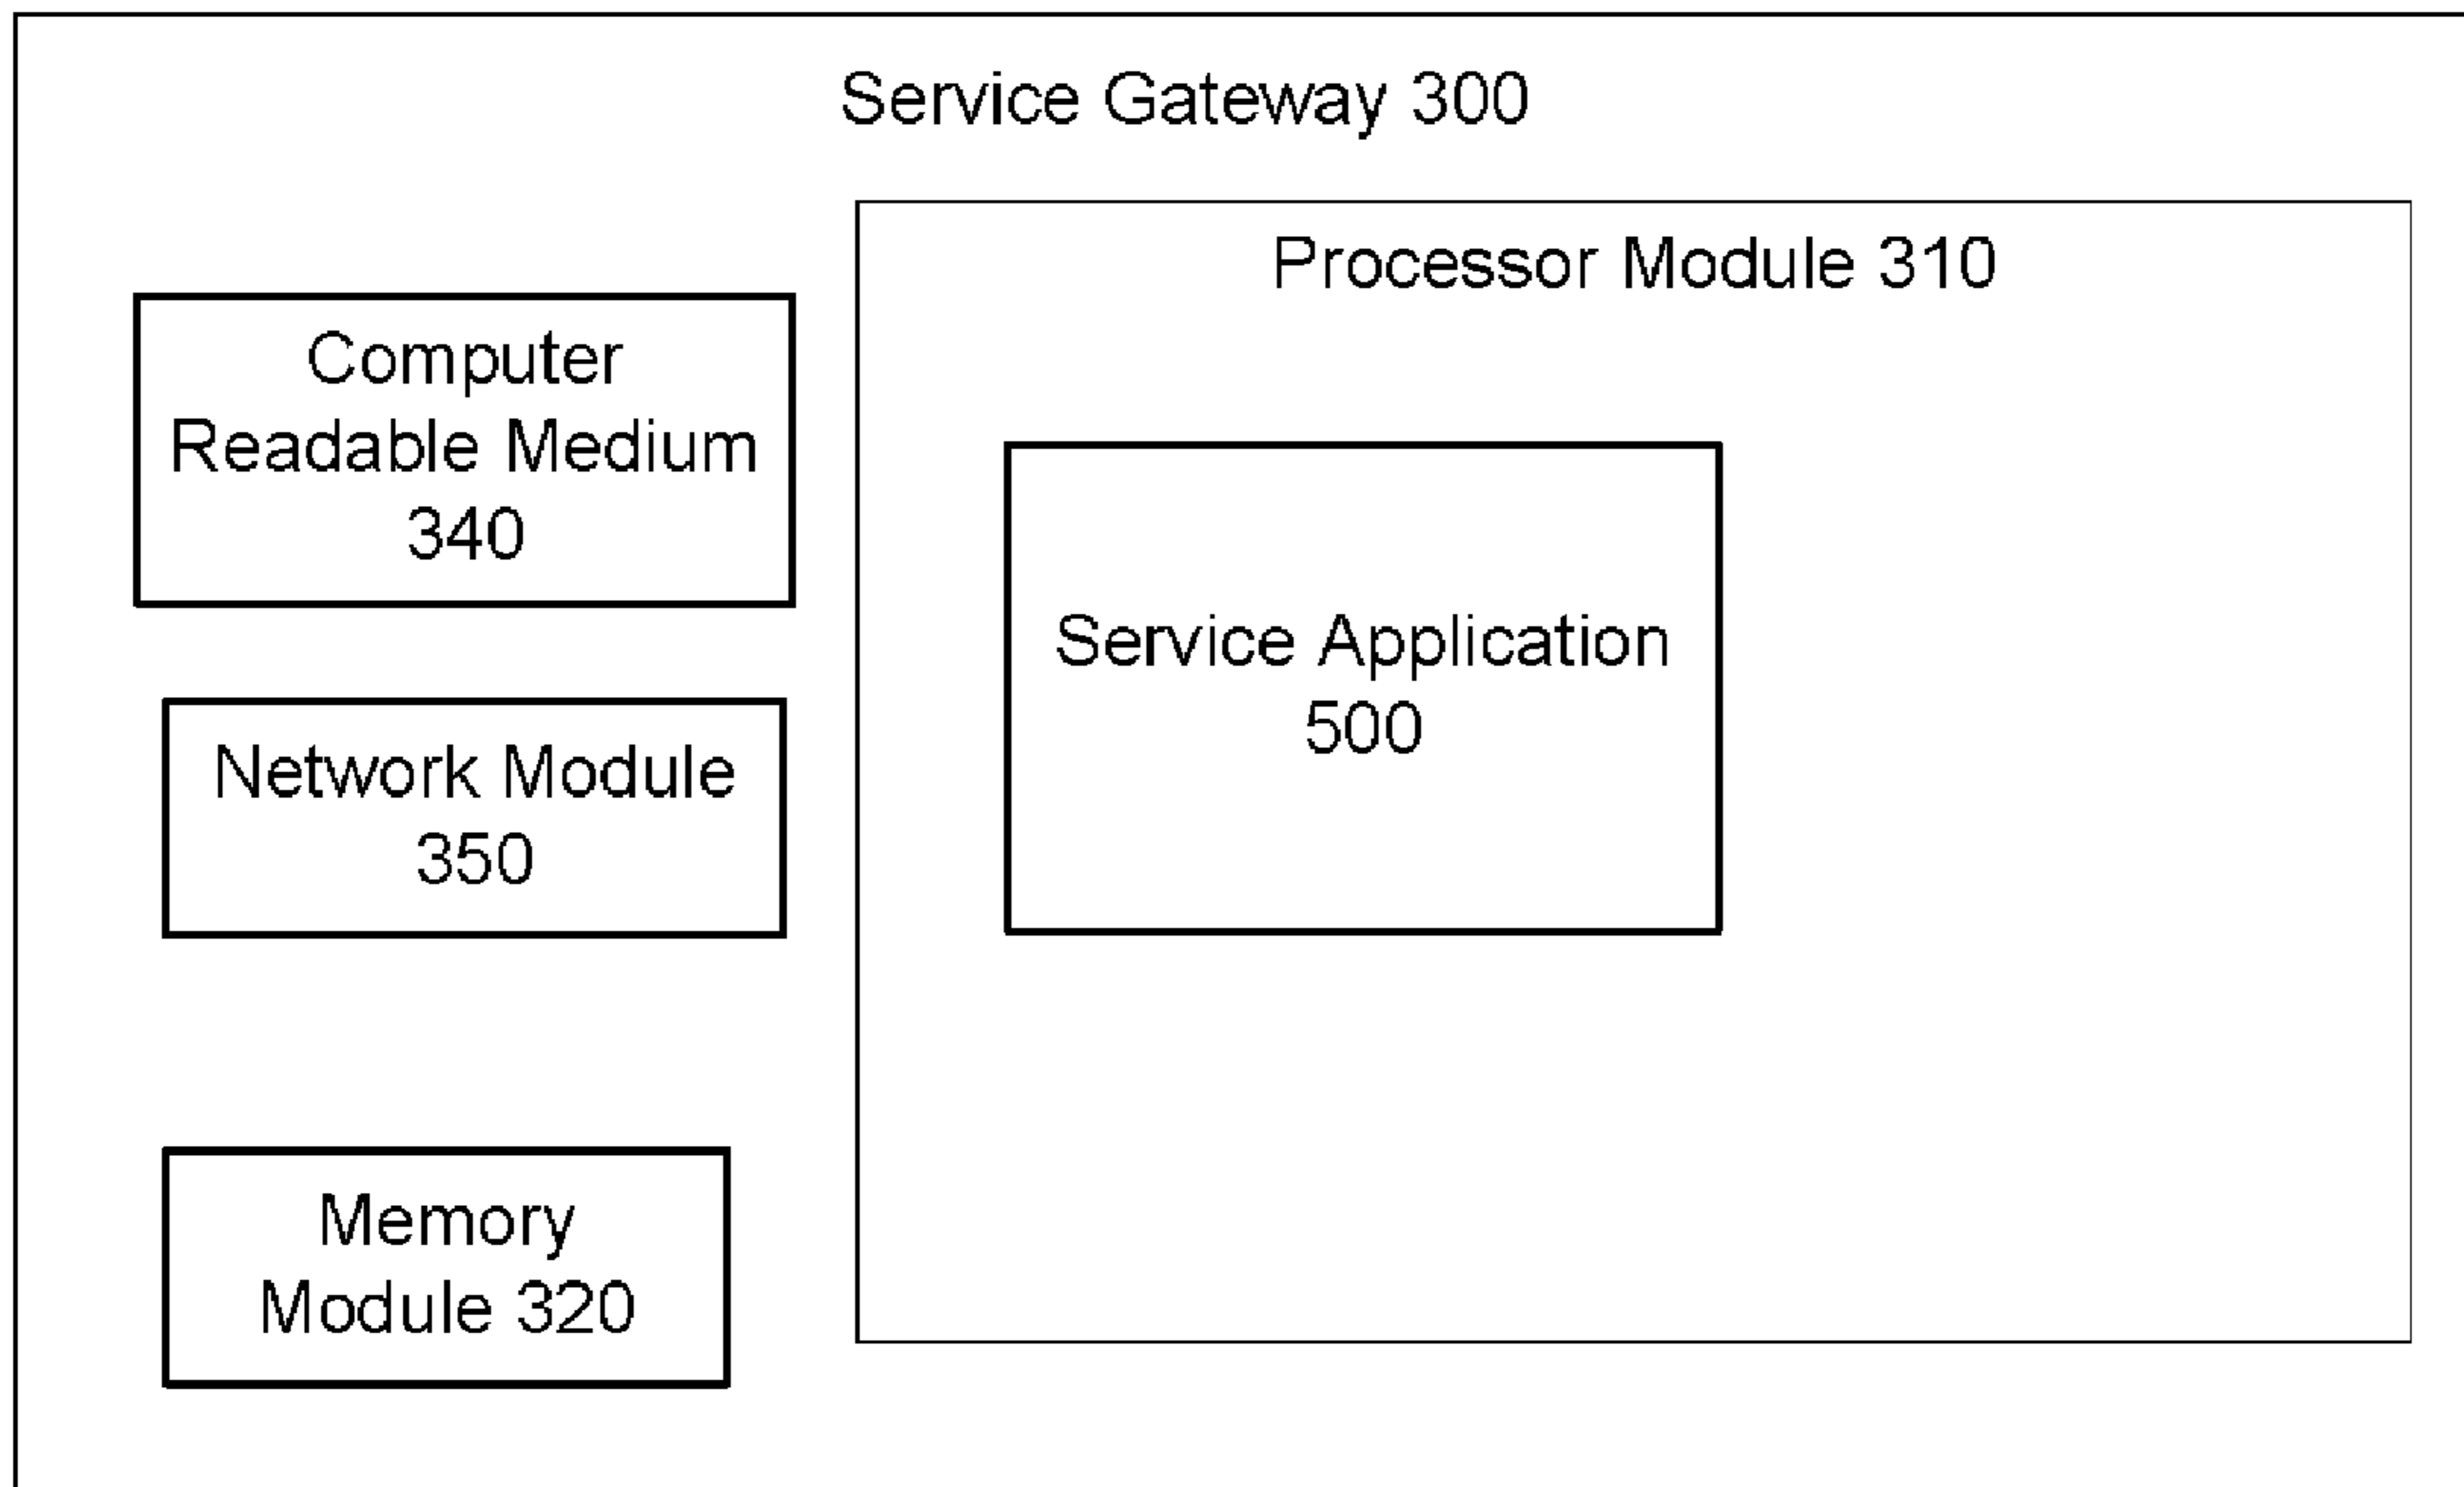 Service Gateway 300
Processor Module 310
Computer
Readable Medium
340
Service Application
500
Network Module
350
Memory
Module 320